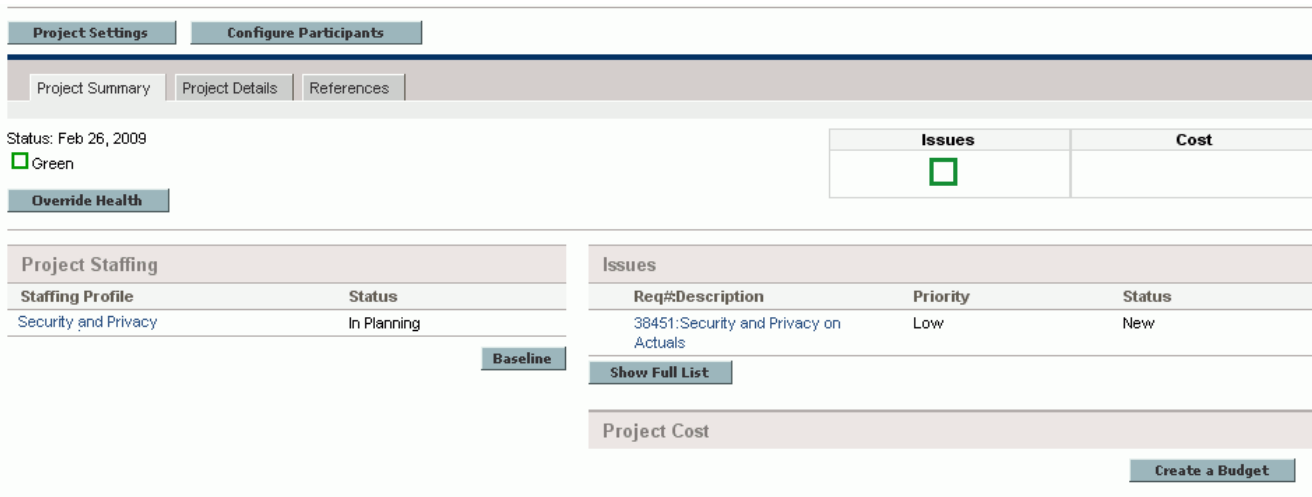 Project Settings Configure Participants
Project Summary Project Details References
Status: Feb 26, 2009
Green
Override Health
Issues Cost
Project Staffing
Staffing Profile Status
Security and Privacy In Planning
Baseline
Issues
Req#:Description Priority Status
38451:Security and Privacy on Low New
Actuals
Show Full List
Project Cost
Create a Budget